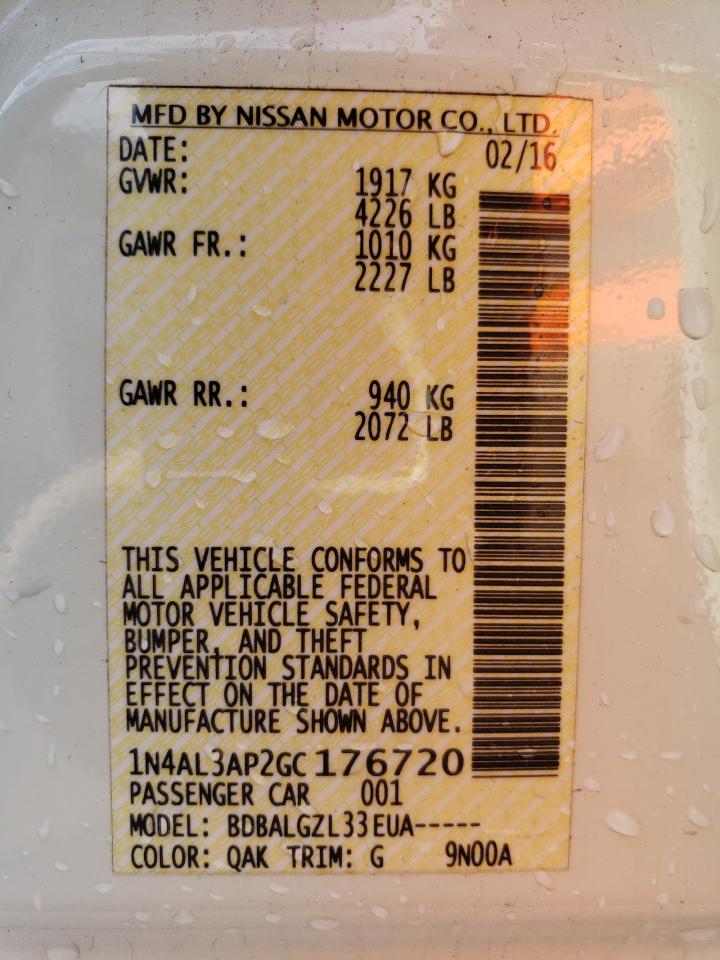 MFD BY NISSAN MOTOR CO., LTD.
DATE: 02/16
GVWR: 1917 KG
4226 LB
GAWR FR.: 1010 KG
2227 LB
GAWR RR.: 940 KG
2072 LB
THIS VEHICLE CONFORMS TO
ALL APPLICABLE FEDERAL
MOTOR VEHICLE SAFETY,
BUMPER, AND THEFT
PREVENTION STANDARDS IN
EFFECT ON THE DATE OF
MANUFACTURE SHOWN ABOVE.
1N4AL3AP2GC176720
PASSENGER CAR 001
MODEL: BDBALGZL33EUA-----
COLOR: QAK TRIM: G 9N00A